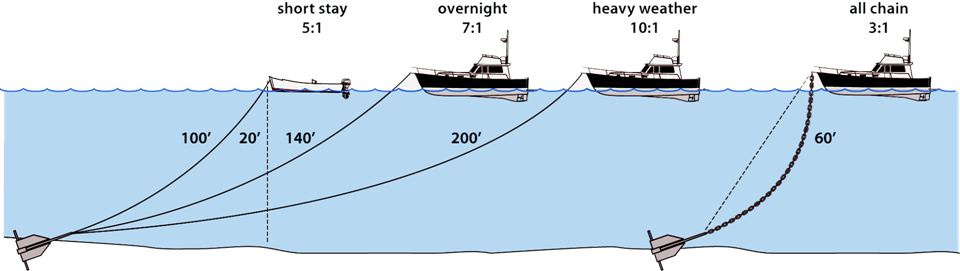 short stay
5:1
overnight
7:1
heavy weather
10:1
all chain
3:1
100’
20’
140’
200’
60’